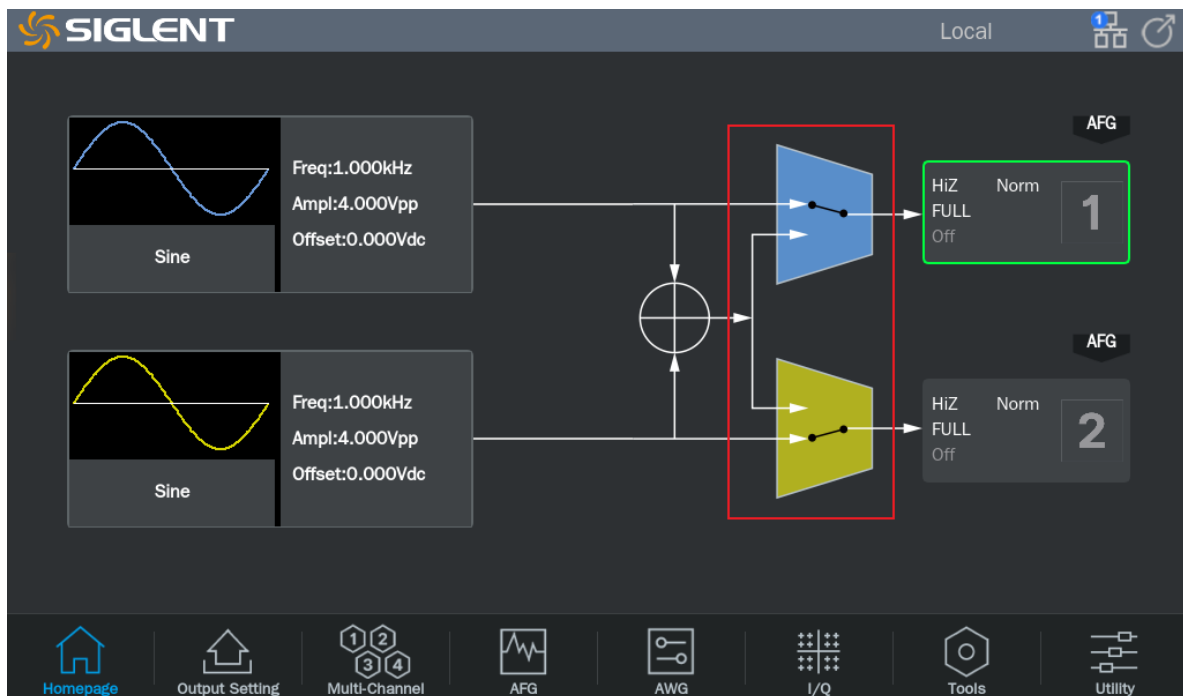 SIGLENT
Local
1
AFG
Freq:1.000kHz
Ampl:4.000Vpp
Offset:0.000Vdc
Sine
HiZ Norm
FULL
Off
1
AFG
Freq:1.000kHz
Ampl:4.000Vpp
Offset:0.000Vdc
Sine
HiZ Norm
FULL
Off
2
1 2
3 4
Homepage
Output Setting
Multi-Channel
AFG
AWG
I/Q
Tools
Utility